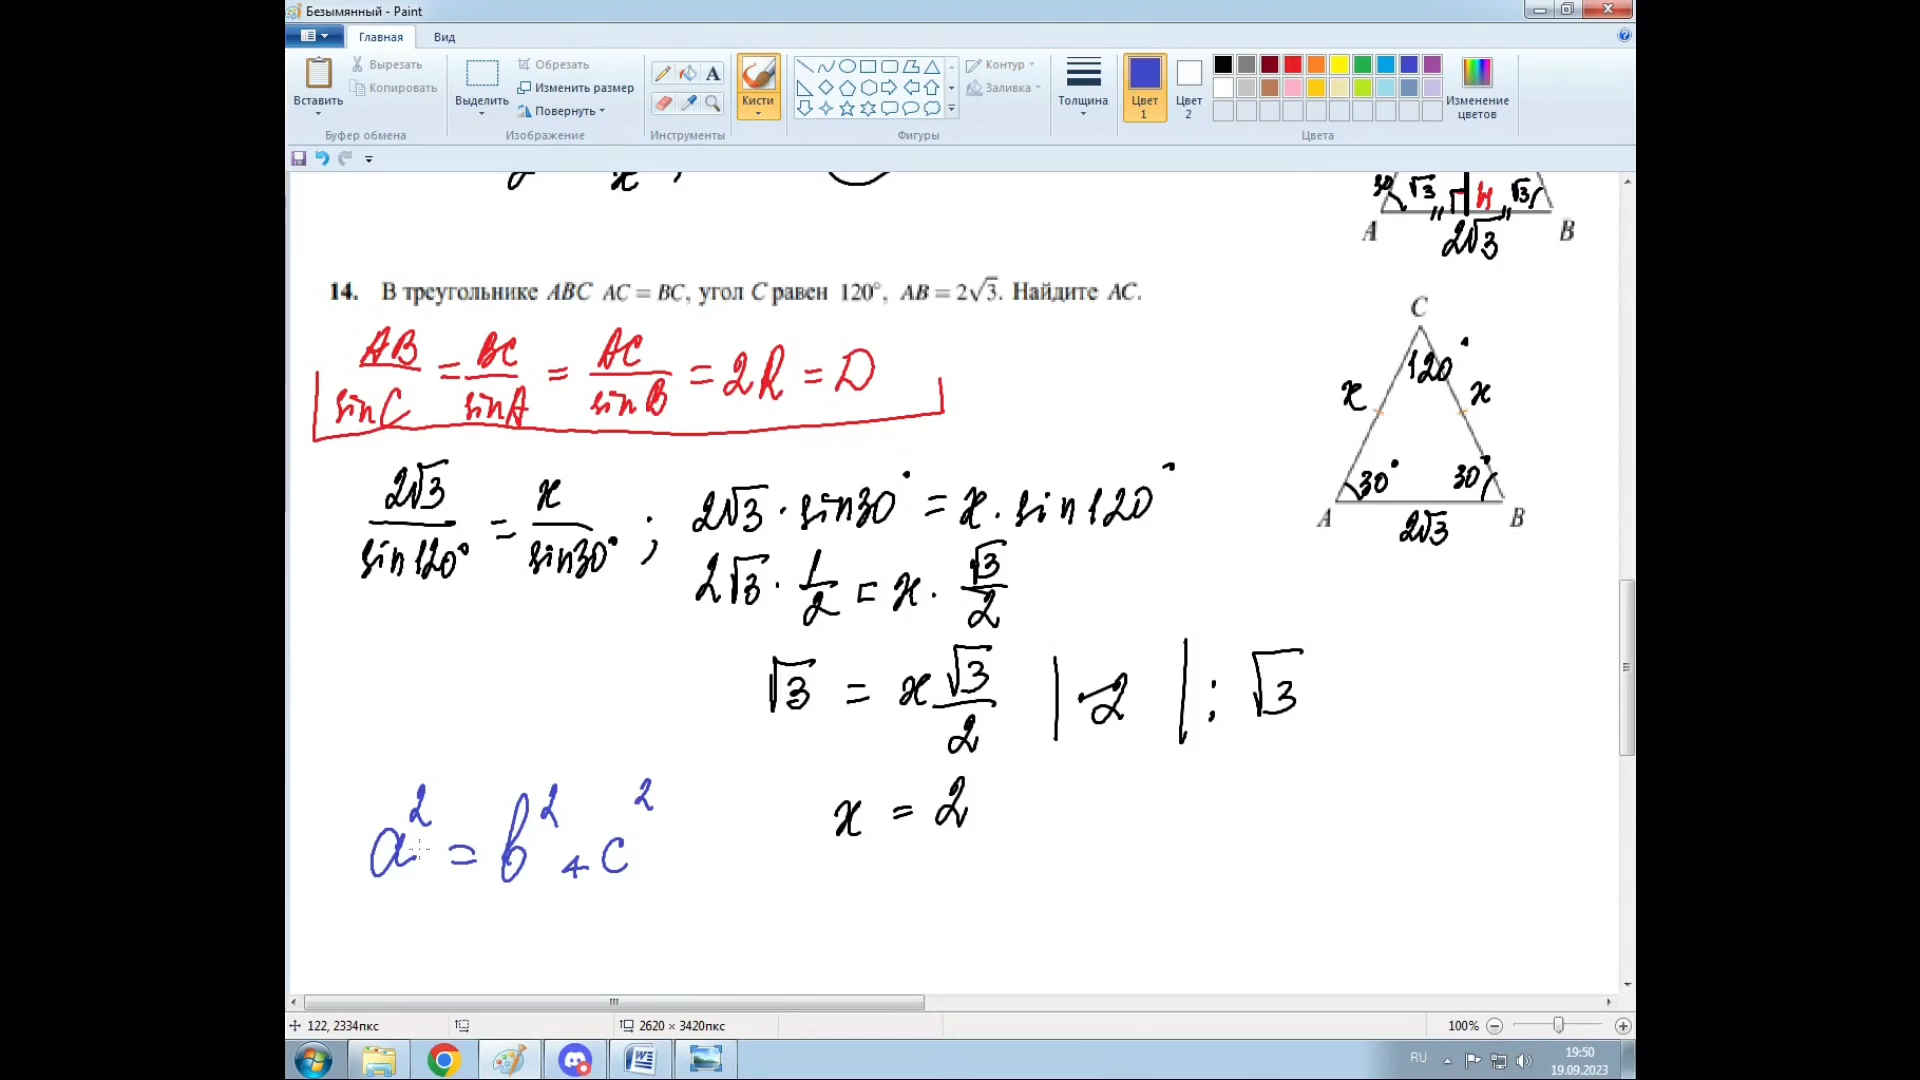 Безымянный - Paint
Главная Вид
Вставить
Вырезать
Копировать
Буфер обмена
Выделить
Обрезать
Изменить размер
Повернуть
Изображение
A
Инструменты
Кисти
Фигуры
Контур
Заливка
Толщина
Цвет 1
Цвет 2
Цвета
Изменение цветов
30 √3 √3
A 2√3 B
14. В треугольнике ABC AC = BC, угол C равен 120°, AB = 2√3. Найдите AC.
AB/sinC = BC/sinA = AC/sinB = 2R = D
C
120°
x x
30° 30°
A 2√3 B
2√3/sin120° = x/sin30° ; 2√3 · sin30° = x · sin120°
2√3 · 1/2 = x · √3/2
√3 = x √3/2 | ·2 | : √3
x = 2
a² = b² + c²
122, 2334пкс
2620 × 3420пкс
100%
RU
19:50
19.09.2023